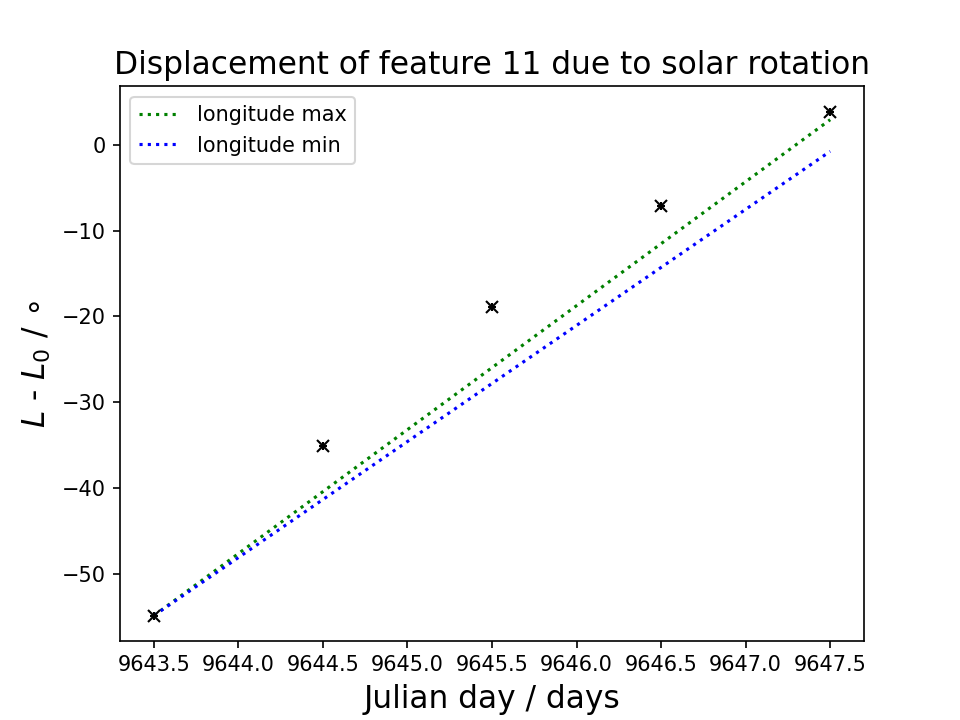 Displacement of feature 11 due to solar rotation
longitude max
longitude min
0
−10
−20
−30
−40
−50
L - L₀ / °
9643.5 9644.0 9644.5 9645.0 9645.5 9646.0 9646.5 9647.0 9647.5
Julian day / days